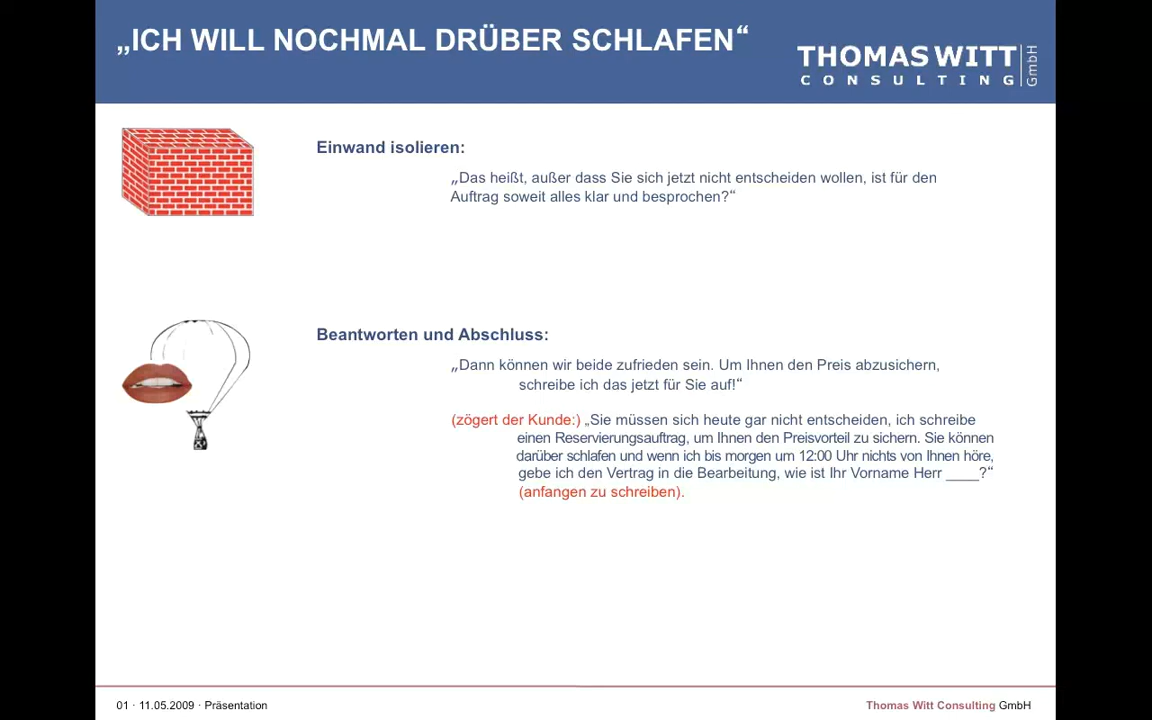 „ICH WILL NOCHMAL DRÜBER SCHLAFEN“
THOMAS WITT
CONSULTING
GmbH
Einwand isolieren:
„Das heißt, außer dass Sie sich jetzt nicht entscheiden wollen, ist für den
Auftrag soweit alles klar und besprochen?“
Beantworten und Abschluss:
„Dann können wir beide zufrieden sein. Um Ihnen den Preis abzusichern,
schreibe ich das jetzt für Sie auf!“
(zögert der Kunde:) „Sie müssen sich heute gar nicht entscheiden, ich schreibe
einen Reservierungsauftrag, um Ihnen den Preisvorteil zu sichern. Sie können
darüber schlafen und wenn ich bis morgen um 12:00 Uhr nichts von Ihnen höre,
gebe ich den Vertrag in die Bearbeitung, wie ist Ihr Vorname Herr ____?“
(anfangen zu schreiben).
01 · 11.05.2009 · Präsentation
Thomas Witt Consulting GmbH